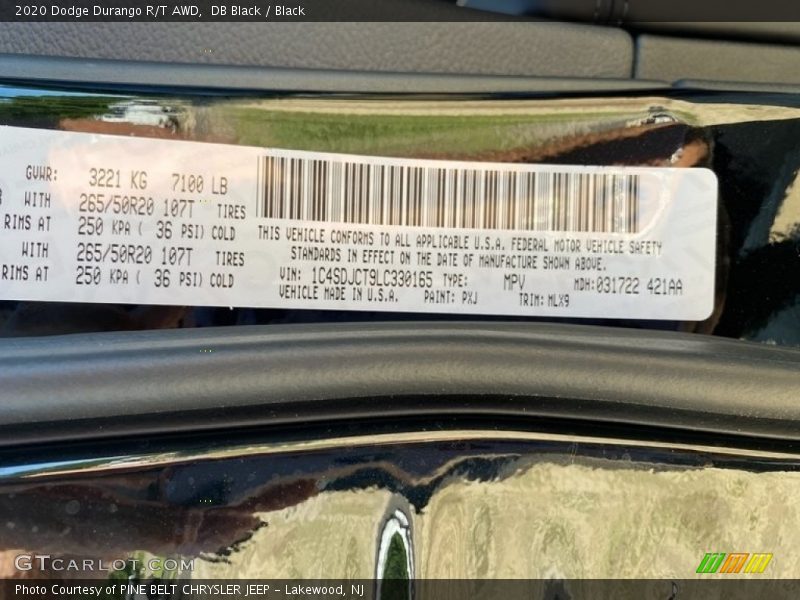 2020 Dodge Durango R/T AWD,  DB Black / Black
GVWR: 3221 KG 7100 LB
WITH 265/50R20 107T TIRES
RIMS AT 250 KPA ( 36 PSI) COLD
WITH 265/50R20 107T TIRES
RIMS AT 250 KPA ( 36 PSI) COLD
THIS VEHICLE CONFORMS TO ALL APPLICABLE U.S.A. FEDERAL MOTOR VEHICLE SAFETY
STANDARDS IN EFFECT ON THE DATE OF MANUFACTURE SHOWN ABOVE.
VIN: 1C4SDJCT9LC330165 TYPE: MPV MDH:031722 421AA
VEHICLE MADE IN U.S.A. PAINT: PXJ TRIM: MLX9
GTCARLOT.COM
Photo Courtesy of PINE BELT CHRYSLER JEEP - Lakewood, NJ